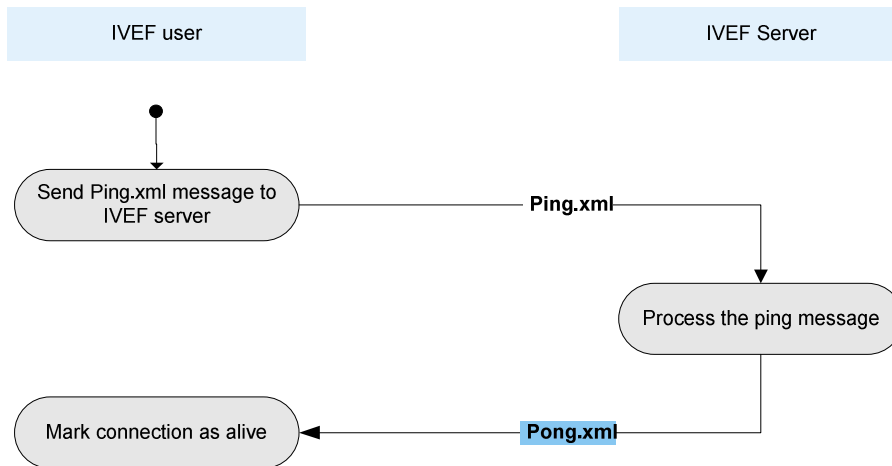 IVEF user
IVEF Server
Send Ping.xml message to
IVEF server
Ping.xml
Process the ping message
Mark connection as alive
Pong.xml